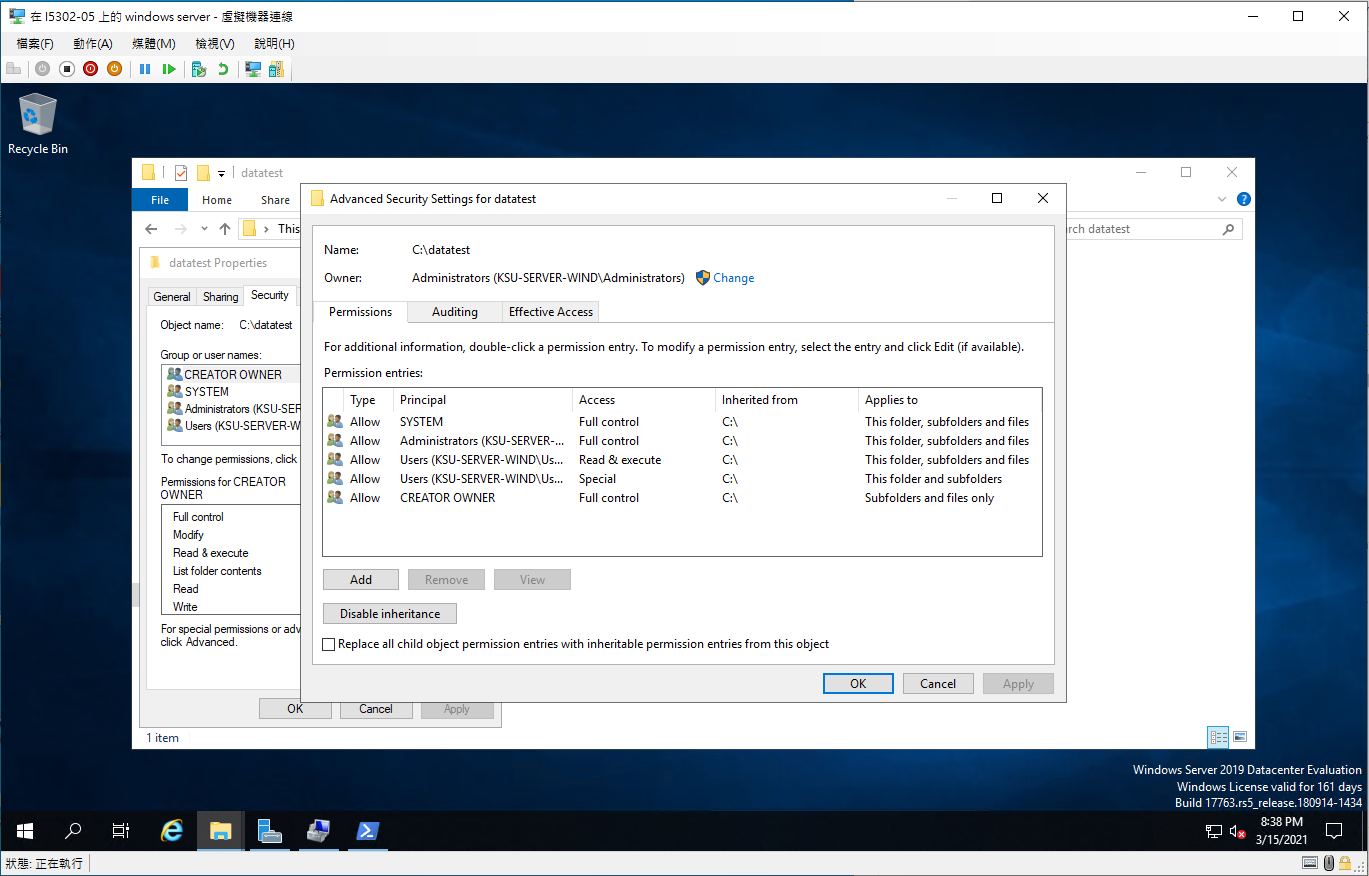 在 I5302-05 上的 windows server - 虛擬機器連線
檔案(F) 動作(A) 媒體(M) 檢視(V) 說明(H)
Recycle Bin
datatest
File Home Share
This
rch datatest
datatest Properties
General Sharing Security
Object name: C:\datatest
Group or user names:
CREATOR OWNER
SYSTEM
Administrators (KSU-SER
Users (KSU-SERVER-W
To change permissions, click
Permissions for CREATOR
OWNER
Full control
Modify
Read & execute
List folder contents
Read
Write
For special permissions or adv
click Advanced.
OK Cancel Apply
1 item
Advanced Security Settings for datatest
Name: C:\datatest
Owner: Administrators (KSU-SERVER-WIND\Administrators) Change
Permissions Auditing Effective Access
For additional information, double-click a permission entry. To modify a permission entry, select the entry and click Edit (if available).
Permission entries:
Type Principal Access Inherited from Applies to
Allow SYSTEM Full control C:\ This folder, subfolders and files
Allow Administrators (KSU-SERVER-... Full control C:\ This folder, subfolders and files
Allow Users (KSU-SERVER-WIND\Us... Read & execute C:\ This folder, subfolders and files
Allow Users (KSU-SERVER-WIND\Us... Special C:\ This folder and subfolders
Allow CREATOR OWNER Full control C:\ Subfolders and files only
Add Remove View
Disable inheritance
Replace all child object permission entries with inheritable permission entries from this object
OK Cancel Apply
Windows Server 2019 Datacenter Evaluation
Windows License valid for 161 days
Build 17763.rs5_release.180914-1434
8:38 PM
3/15/2021
狀態: 正在執行